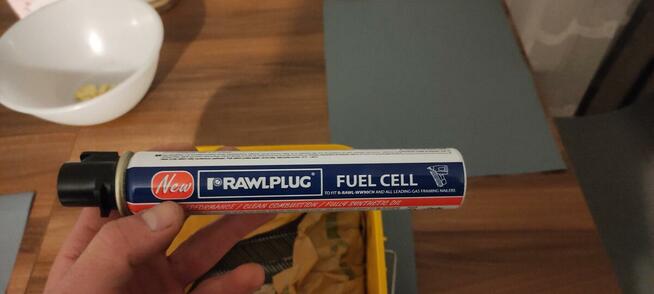 New
RAWLPLUG
FUEL CELL
TO FIT R-RAWL-WW90CH AND ALL LEADING GAS FRAMING NAILERS
/ CLEAN COMBUSTION / FULLY SYNTHETIC OIL